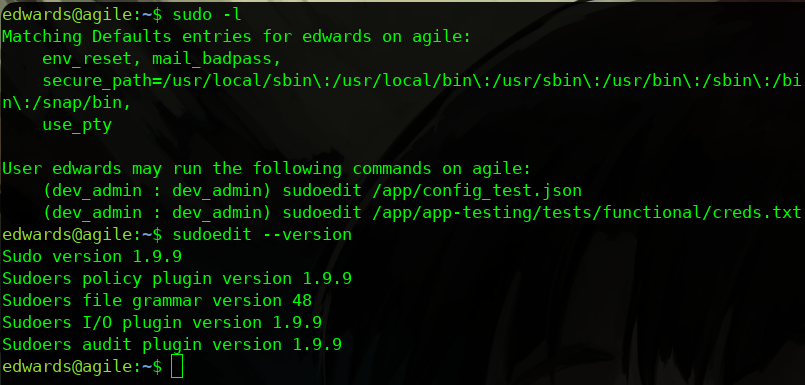 edwards@agile:~$ sudo -l
Matching Defaults entries for edwards on agile:
    env_reset, mail_badpass,
    secure_path=/usr/local/sbin\:/usr/local/bin\:/usr/sbin\:/usr/bin\:/sbin\:/bi
n\:/snap/bin,
    use_pty

User edwards may run the following commands on agile:
    (dev_admin : dev_admin) sudoedit /app/config_test.json
    (dev_admin : dev_admin) sudoedit /app/app-testing/tests/functional/creds.txt
edwards@agile:~$ sudoedit --version
Sudo version 1.9.9
Sudoers policy plugin version 1.9.9
Sudoers file grammar version 48
Sudoers I/O plugin version 1.9.9
Sudoers audit plugin version 1.9.9
edwards@agile:~$